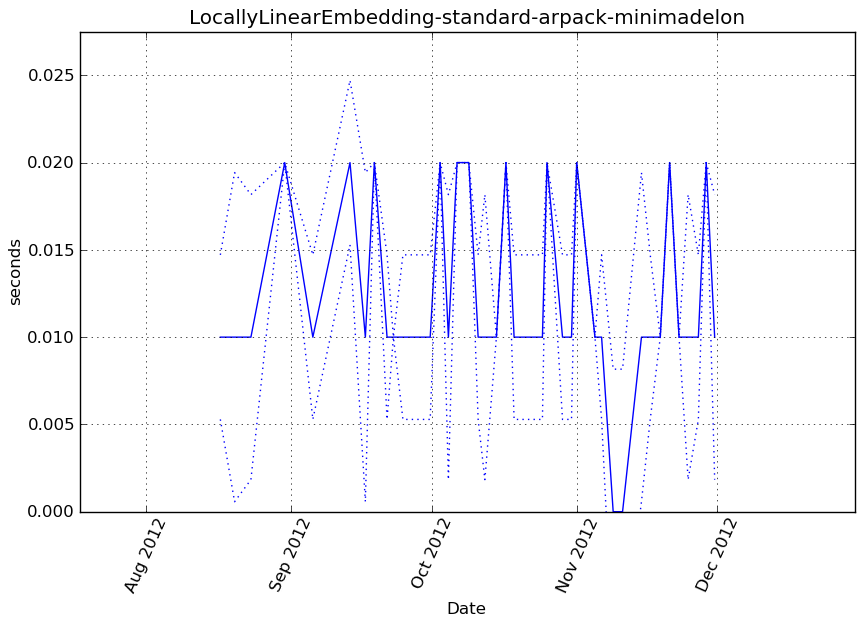 LocallyLinearEmbedding-standard-arpack-minimadelon
0.025
0.020
0.015
0.010
0.005
0.000
seconds
Aug 2012
Sep 2012
Oct 2012
Nov 2012
Dec 2012
Date